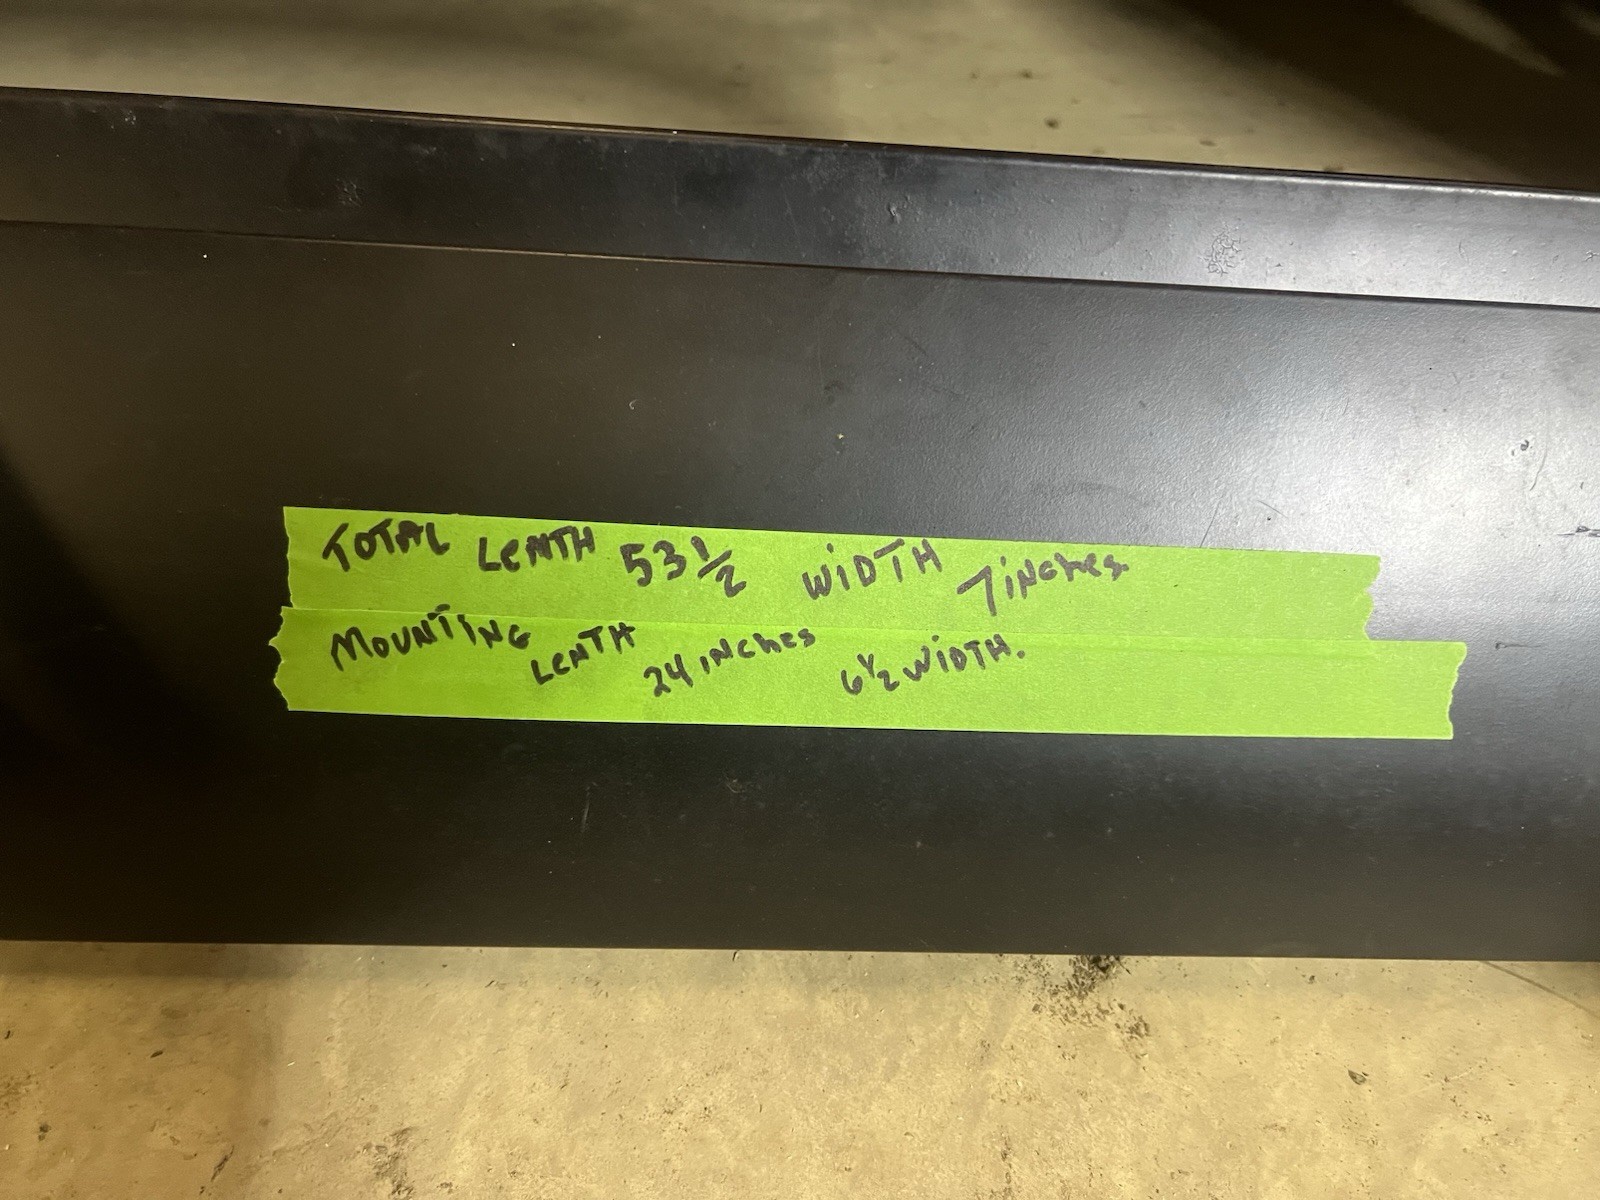 TOTAL LENTH 53 1/2 WIDTH 7 inches
MOUNTING LENTH 24 inches 6 1/2 WIDTH.